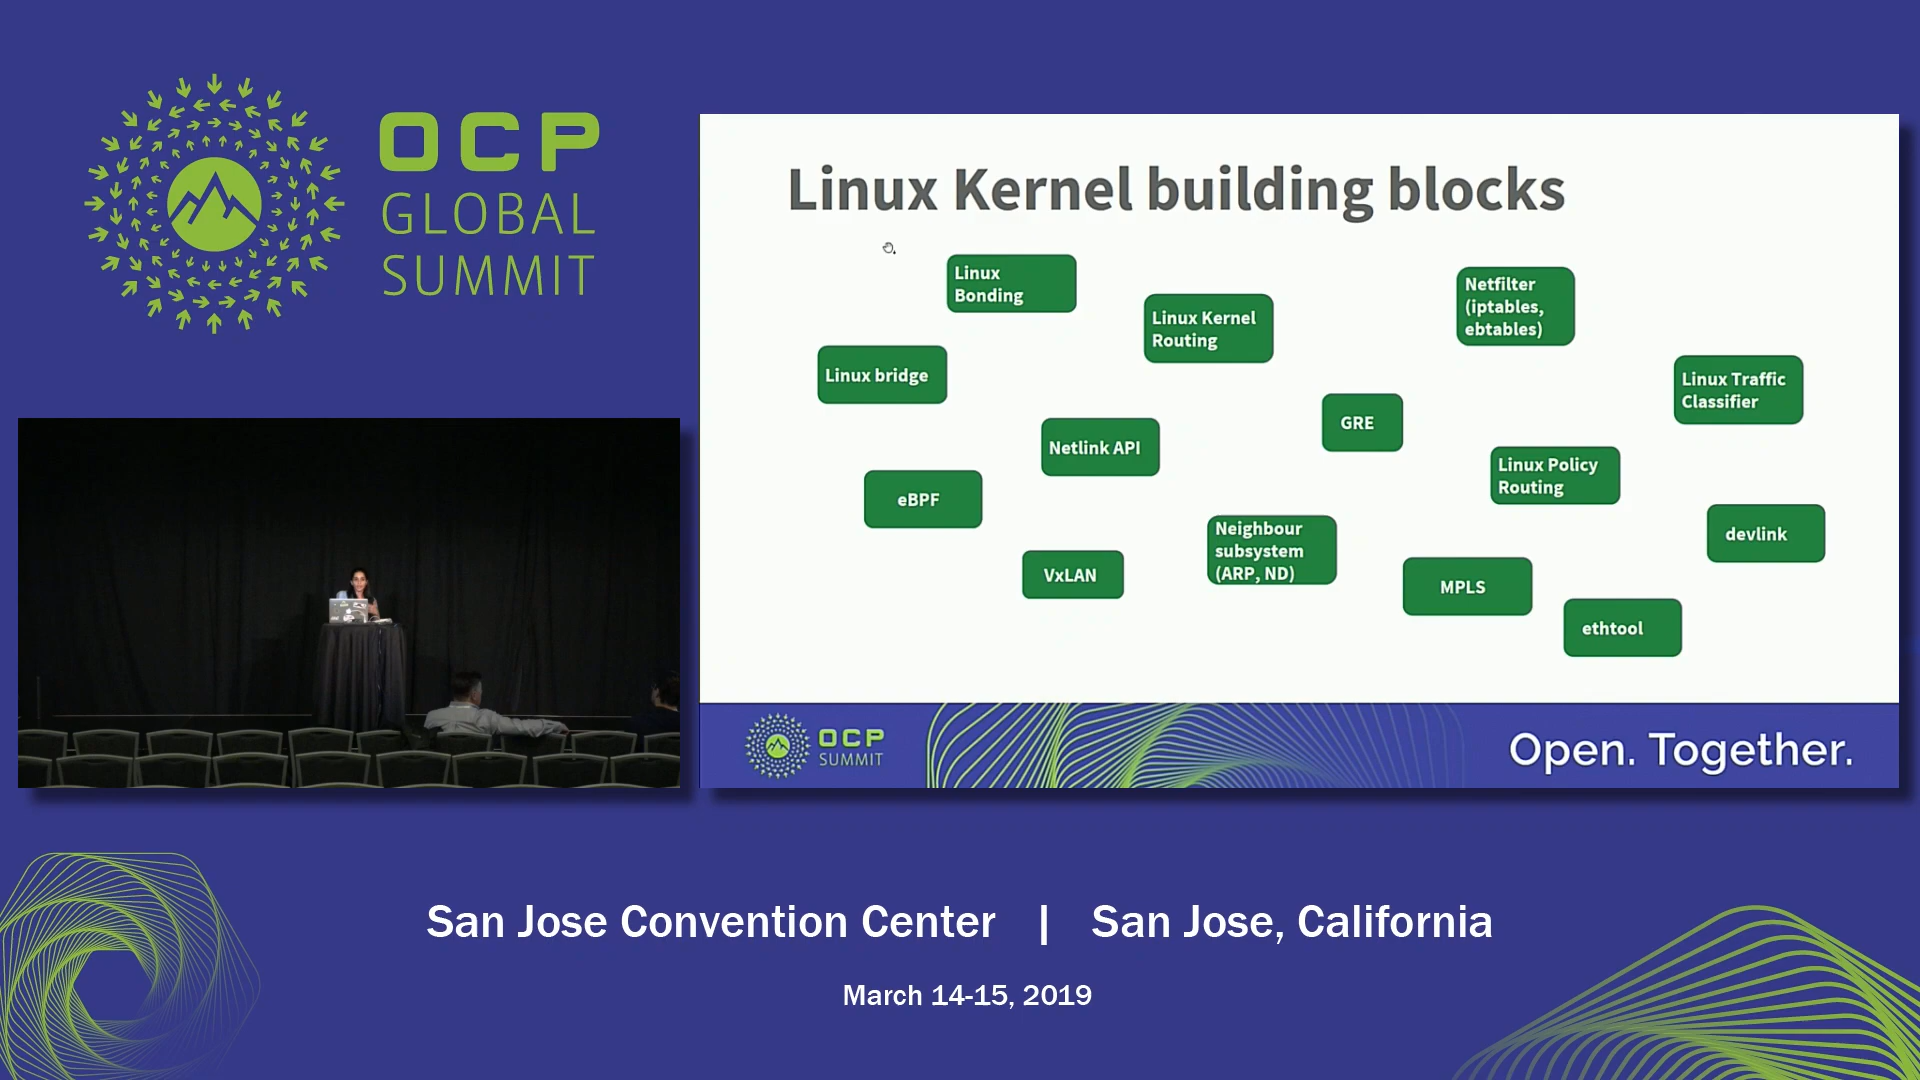 OCP
GLOBAL
SUMMIT
Linux Kernel building blocks
Linux
Bonding
Linux Kernel
Routing
Netfilter
(iptables,
ebtables)
Linux bridge
Linux Traffic
Classifier
GRE
Netlink API
Linux Policy
Routing
eBPF
Neighbour
subsystem
(ARP, ND)
devlink
VxLAN
MPLS
ethtool
OCP
SUMMIT
Open. Together.
San Jose Convention Center | San Jose, California
March 14-15, 2019